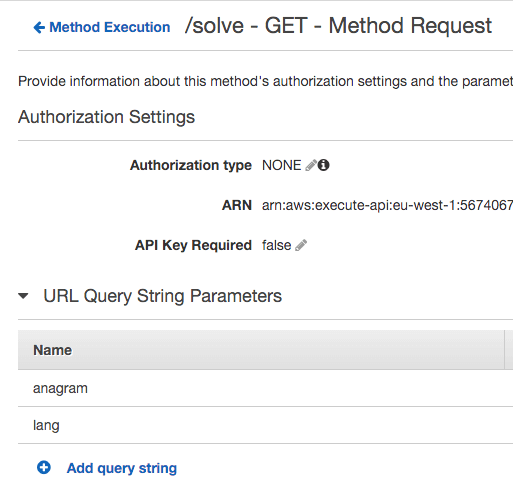 Method Execution /solve - GET - Method Request
Provide information about this method's authorization settings and the paramet
Authorization Settings
Authorization type NONE
ARN arn:aws:execute-api:eu-west-1:5674067
API Key Required false
URL Query String Parameters
Name
anagram
lang
Add query string